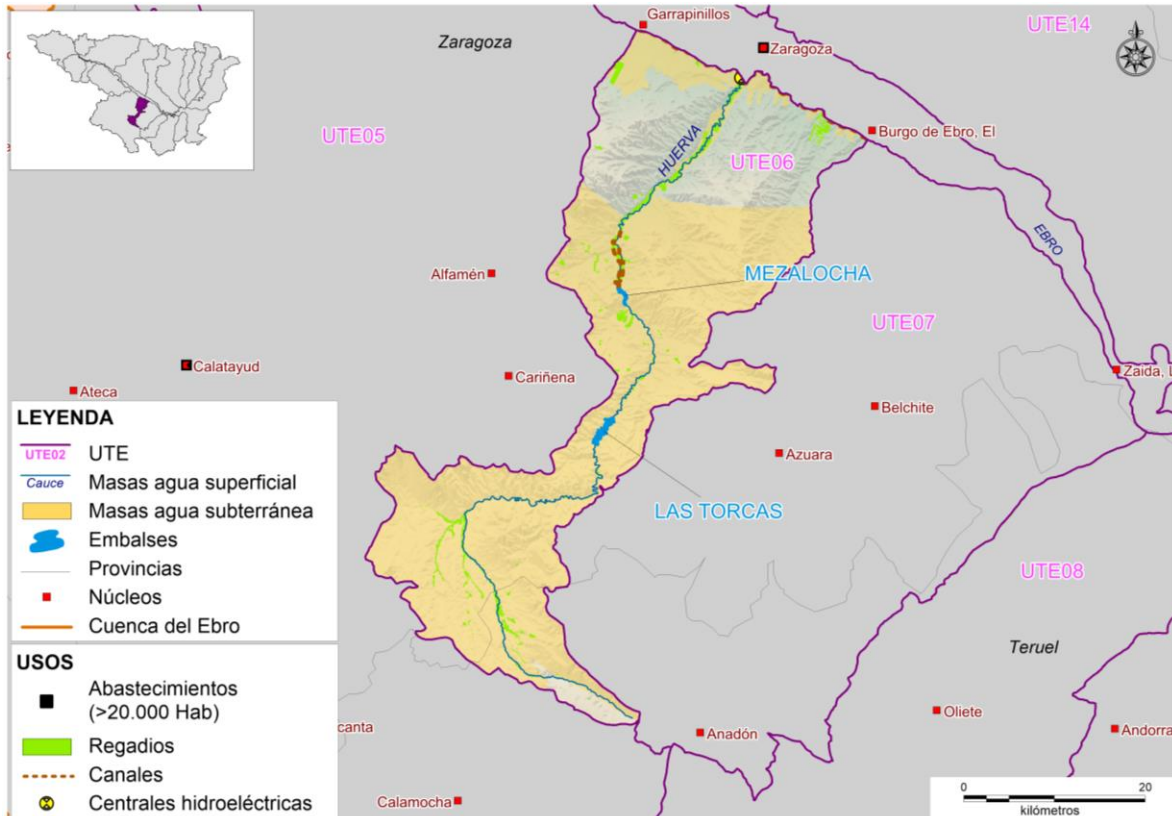 Garrapinillos
UTE14
Zaragoza
Zaragoza
UTE05
Burgo de Ebro, El
HUERVA
UTE06
EBRO
Alfamén
MEZALOCHA
UTE07
Calatayud
Zaida, L
Ateca
Cariñena
Belchite
Azuara
LAS TORCAS
UTE08
Teruel
Oliete
canta
Anadón
Andorra
Calamocha
LEYENDA
UTE02 UTE
Cauce Masas agua superficial
Masas agua subterránea
Embalses
Provincias
Núcleos
Cuenca del Ebro
USOS
Abastecimientos
(>20.000 Hab)
Regadios
Canales
Centrales hidroeléctricas
0 20
kilómetros